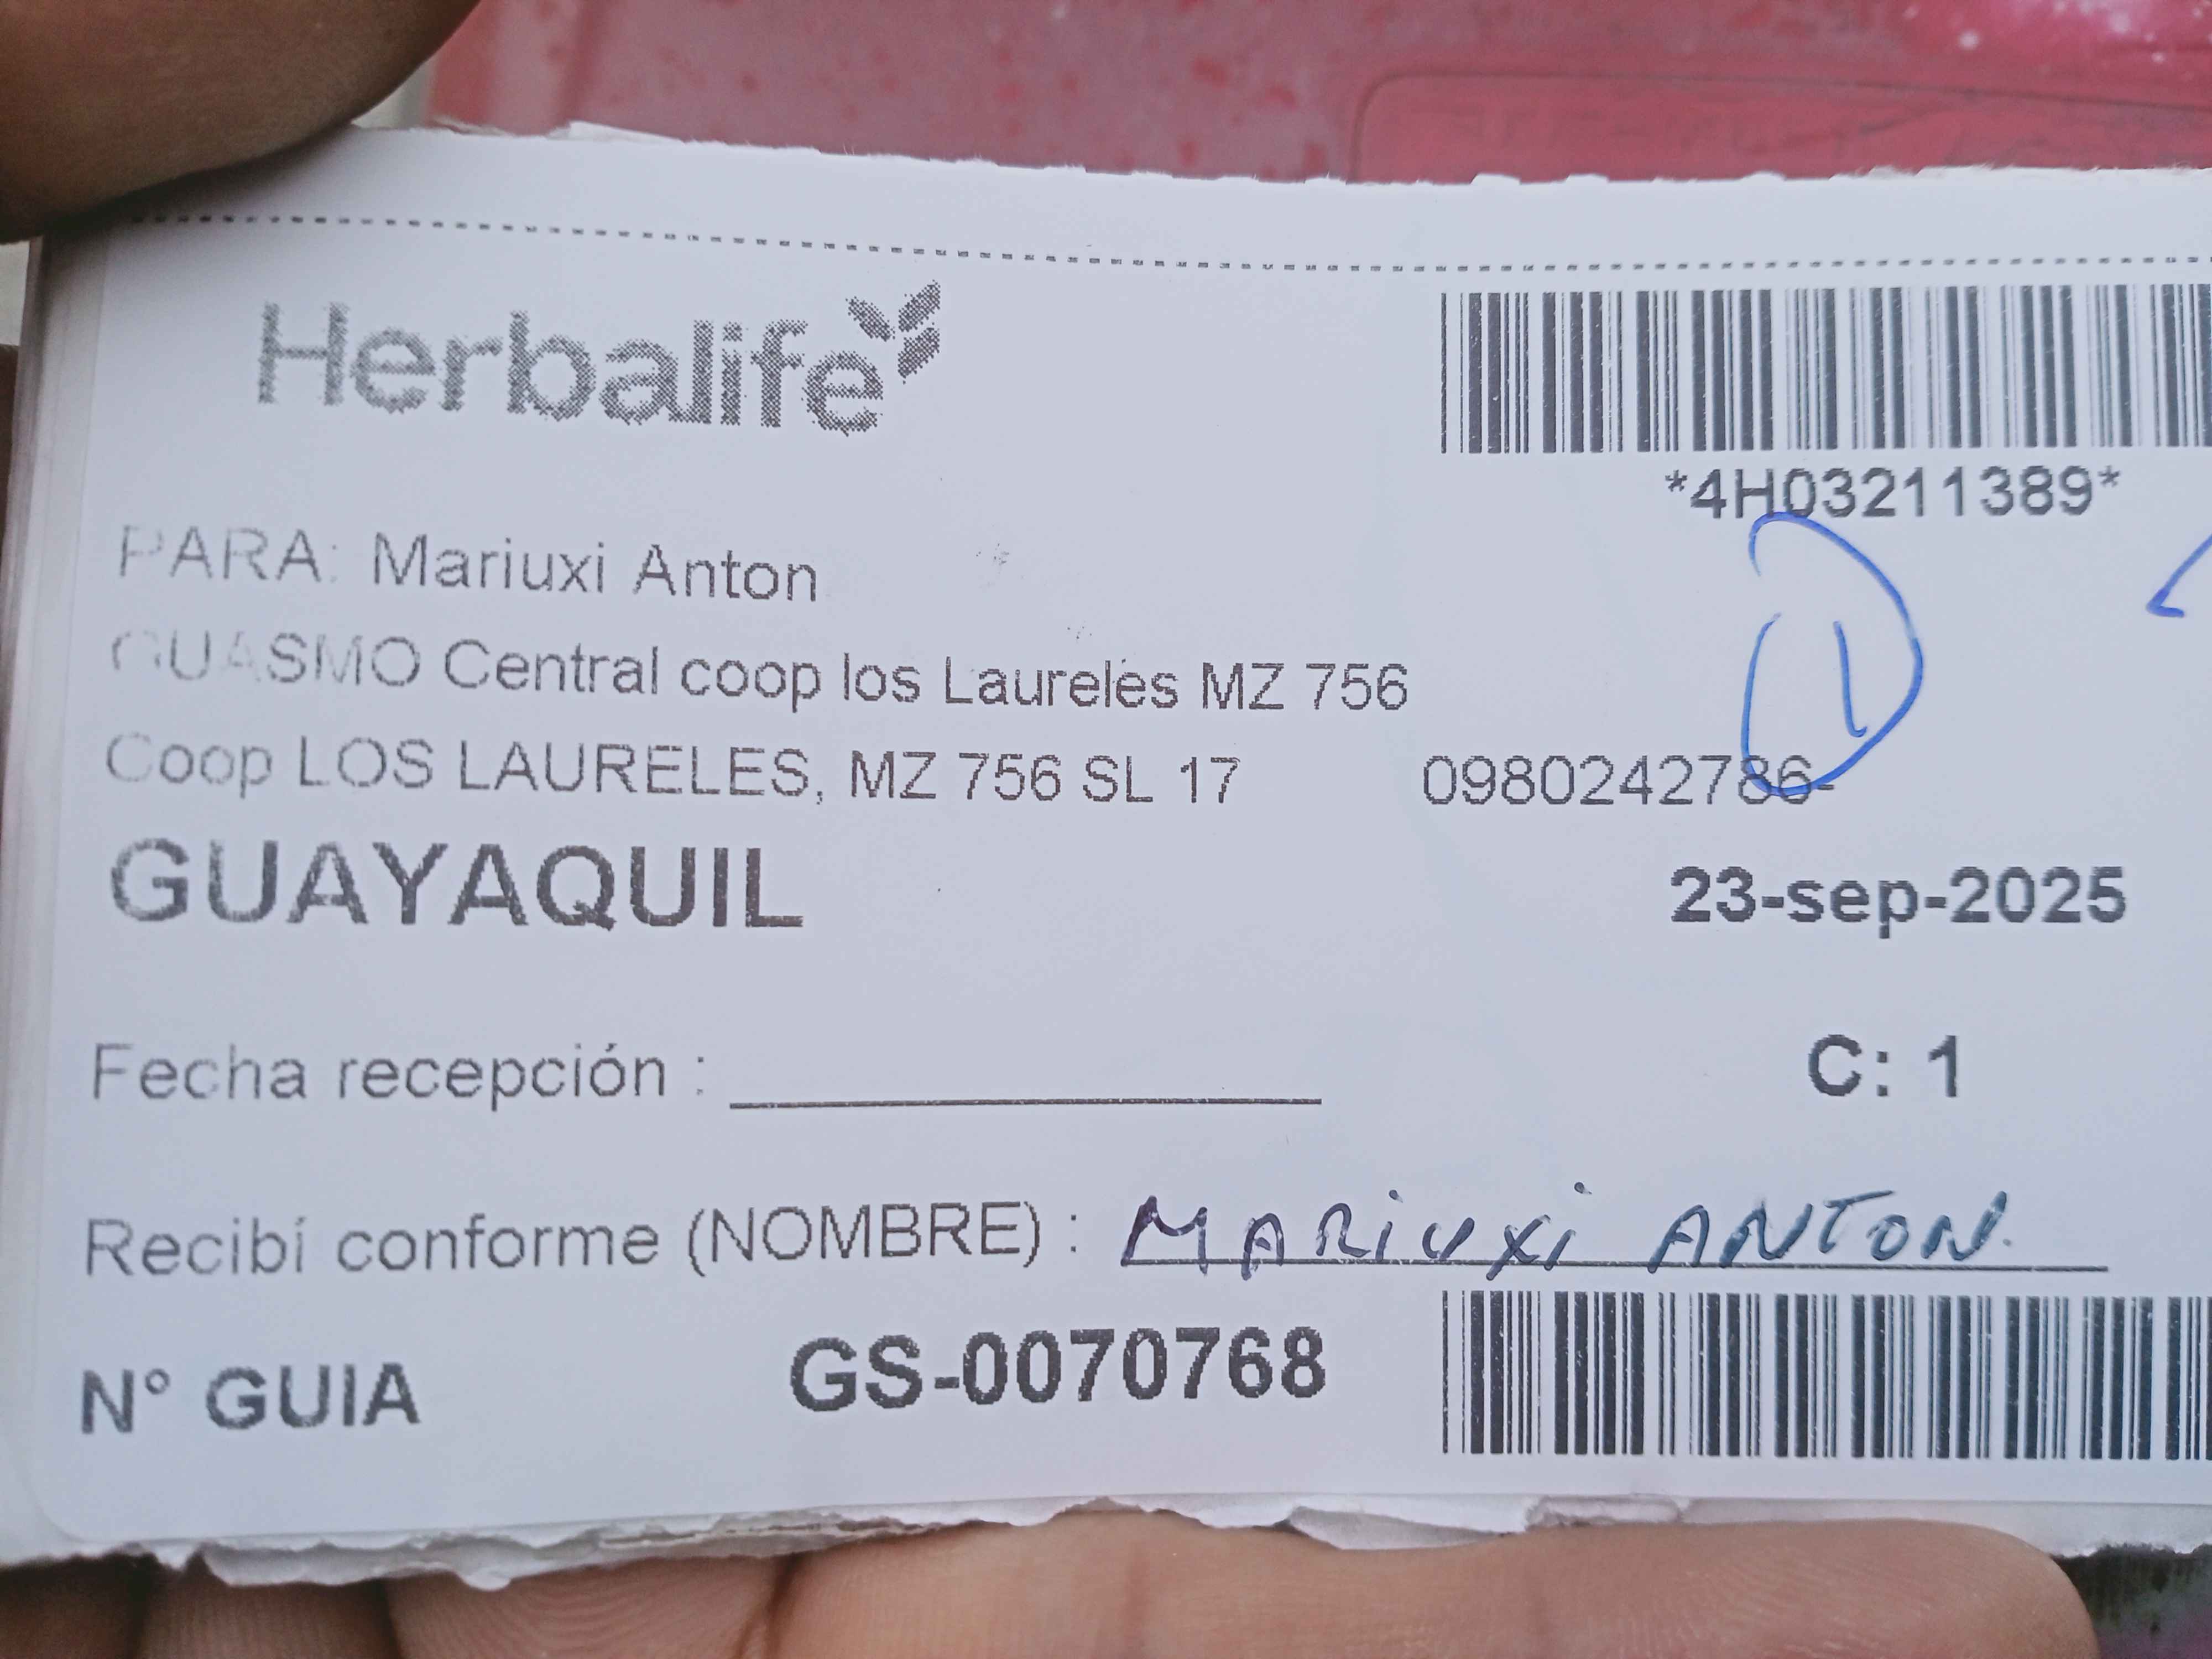 Herbalife
*4H03211389*
PARA: Mariuxi Anton
1
GUASMO Central coop los Laureles MZ 756
Coop LOS LAURELES, MZ 756 SL 17 0980242786-
GUAYAQUIL
23-sep-2025
Fecha recepción :
C: 1
Recibí conforme (NOMBRE) : MARIUXI ANTON.
N° GUIA GS-0070768